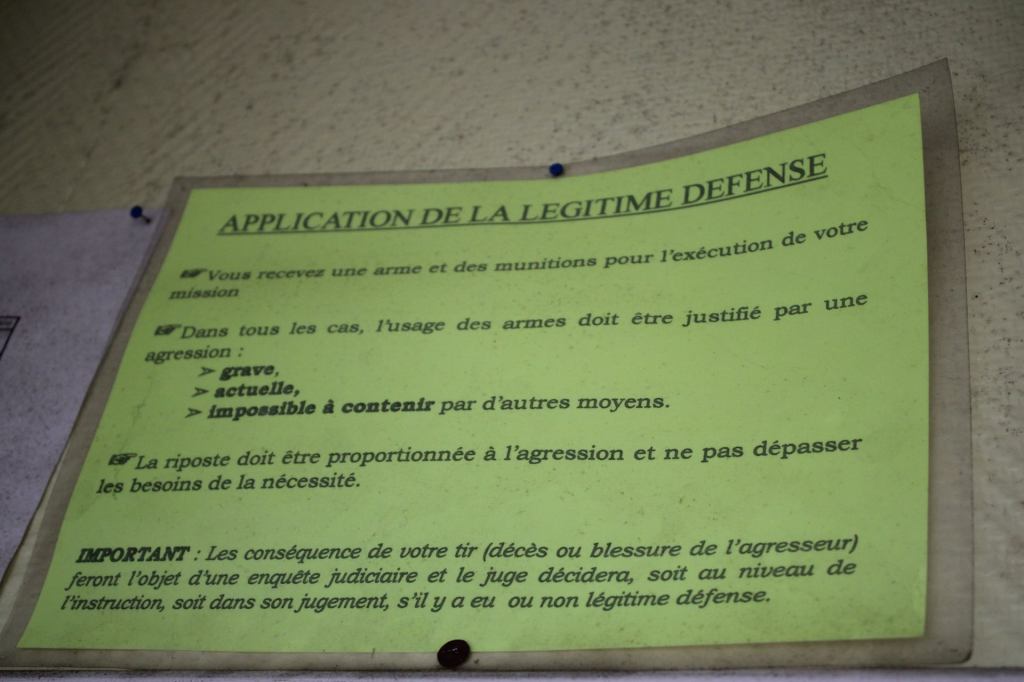 APPLICATION DE LA LEGITIME DEFENSE
☞Vous recevez une arme et des munitions pour l'exécution de votre
mission
☞Dans tous les cas, l'usage des armes doit être justifié par une
agression :
➢ grave,
➢ actuelle,
➢ impossible à contenir par d'autres moyens.
☞La riposte doit être proportionnée à l'agression et ne pas dépasser
les besoins de la nécessité.
IMPORTANT : Les conséquence de votre tir (décès ou blessure de l'agresseur)
feront l'objet d'une enquête judiciaire et le juge décidera, soit au niveau de
l'instruction, soit dans son jugement, s'il y a eu ou non légitime défense.